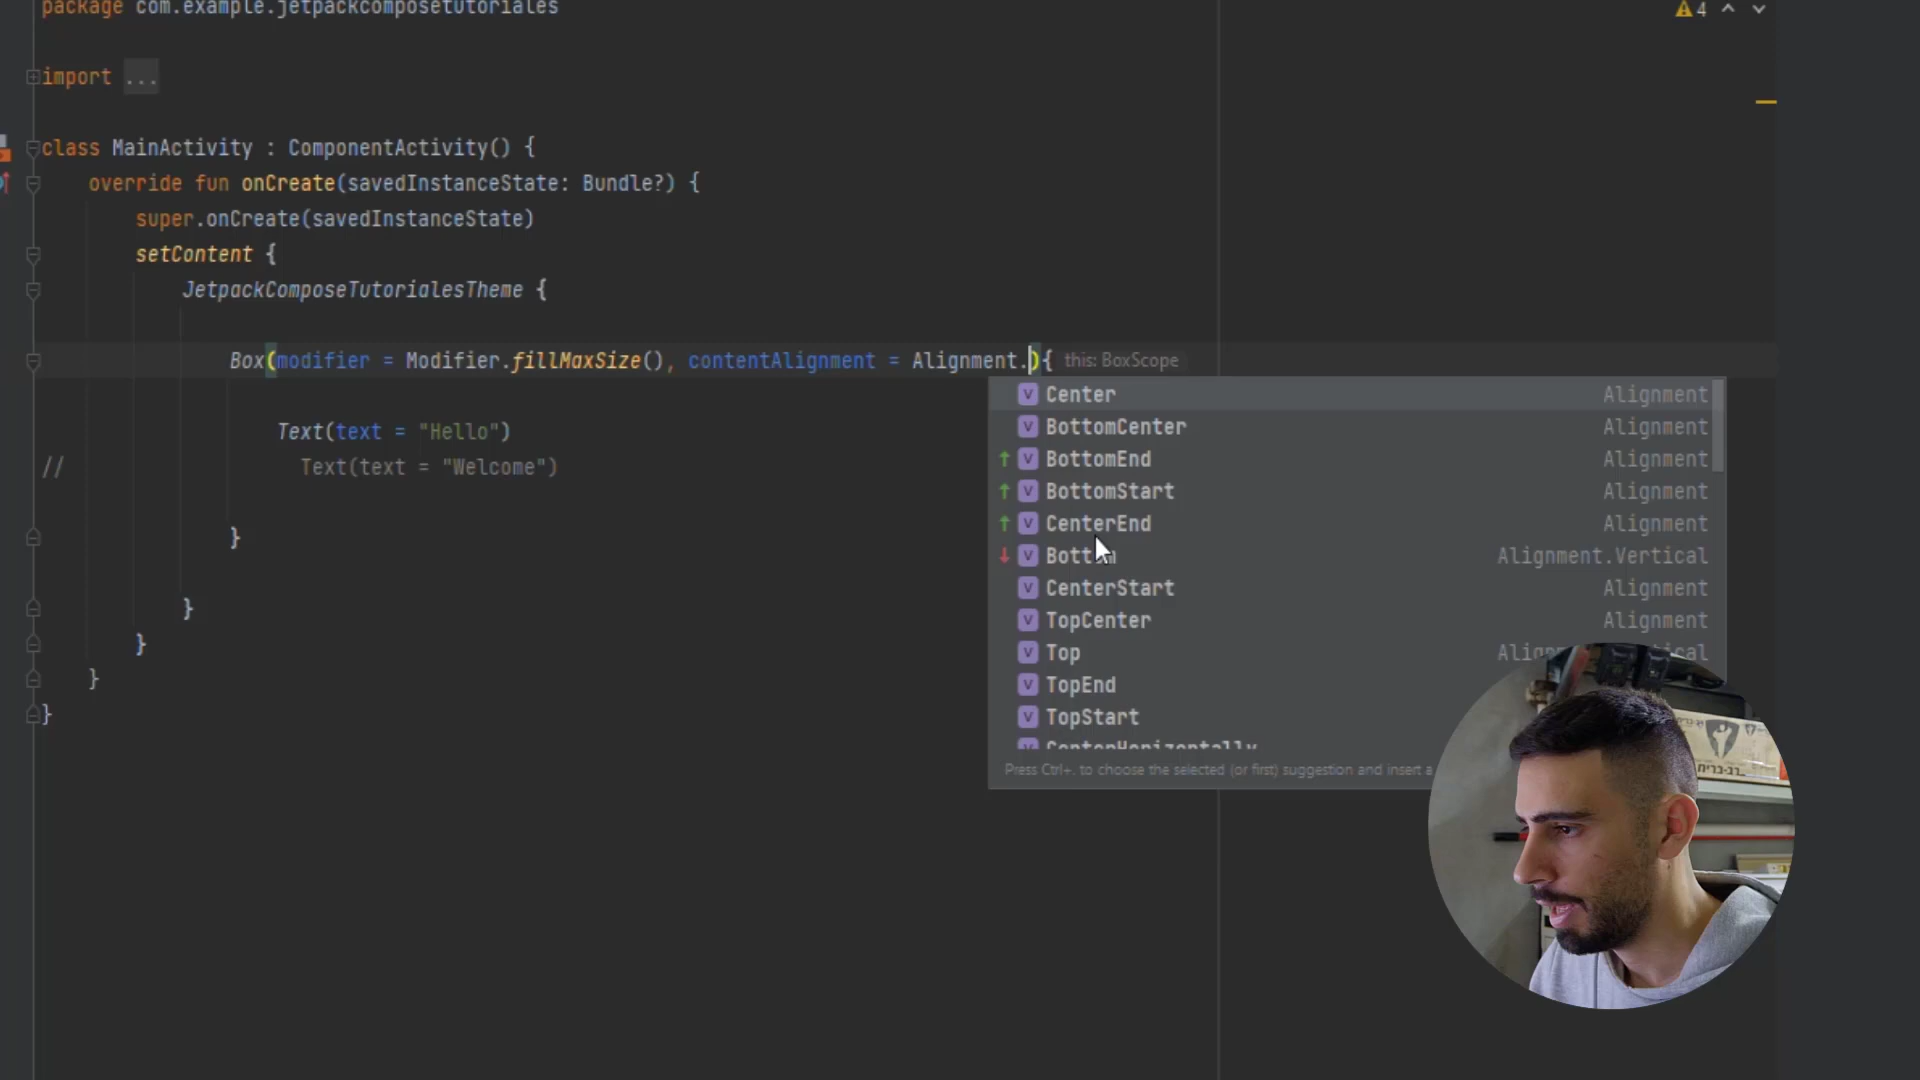 package com.example.jetpackcomposetutoriales
4
import ...
class MainActivity : ComponentActivity() {
override fun onCreate(savedInstanceState: Bundle?) {
super.onCreate(savedInstanceState)
setContent {
JetpackComposeTutorialesTheme {
Box(modifier = Modifier.fillMaxSize(), contentAlignment = Alignment.){ this: BoxScope
Center Alignment
BottomCenter Alignment
Text(text = "Hello")
BottomEnd Alignment
// Text(text = "Welcome")
BottomStart Alignment
CenterEnd Alignment
}
Bottom Alignment.Vertical
CenterStart Alignment
}
TopCenter Alignment
}
Top
TopEnd
}
TopStart
}
CenterHorizontally
Press Ctrl+. to choose the selected (or first) suggestion and insert a